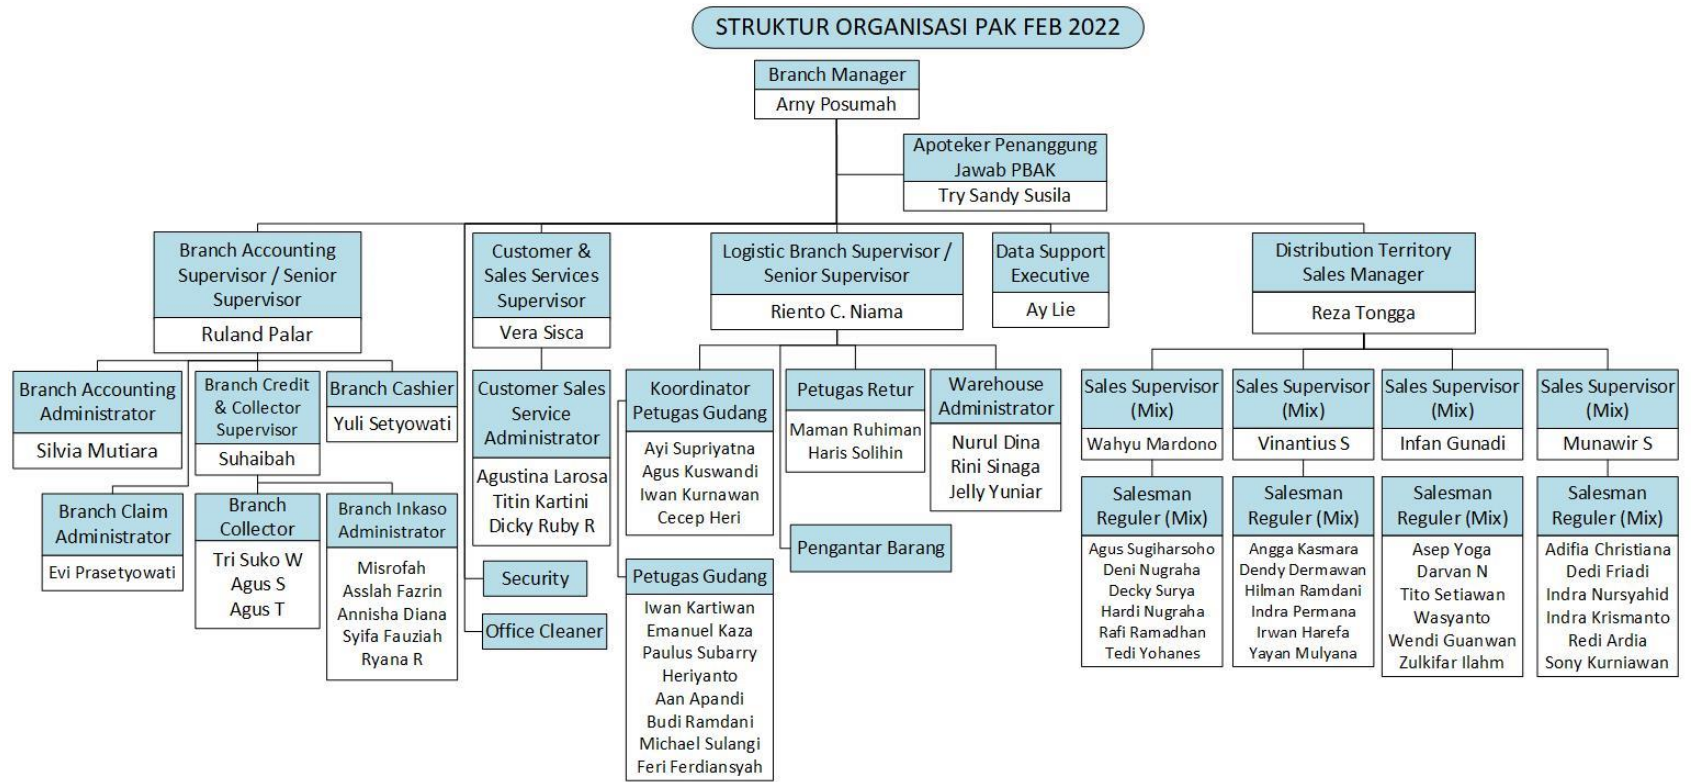 STRUKTUR ORGANISASI PAK FEB 2022
Branch Manager
Arny Posumah
Apoteker Penanggung
Jawab PBAK
Try Sandy Susila
Branch Accounting
Supervisor / Senior
Supervisor
Ruland Palar
Customer &
Sales Services
Supervisor
Vera Sisca
Logistic Branch Supervisor /
Senior Supervisor
Riento C. Niama
Data Support
Executive
Ay Lie
Distribution Territory
Sales Manager
Reza Tongga
Branch Accounting
Administrator
Silvia Mutiara
Branch Credit
& Collector
Supervisor
Suhaibah
Branch Cashier
Yuli Setyowati
Customer Sales
Service
Administrator
Agustina Larosa
Titin Kartini
Dicky Ruby R
Koordinator
Petugas Gudang
Ayi Supriyatna
Agus Kuswandi
Iwan Kurnawan
Cecep Heri
Petugas Retur
Maman Ruhiman
Haris Solihin
Warehouse
Administrator
Nurul Dina
Rini Sinaga
Jelly Yuniar
Sales Supervisor
(Mix)
Wahyu Mardono
Sales Supervisor
(Mix)
Vinantius S
Sales Supervisor
(Mix)
Infan Gunadi
Sales Supervisor
(Mix)
Munawir S
Branch Claim
Administrator
Evi Prasetyowati
Branch
Collector
Tri Suko W
Agus S
Agus T
Branch Inkaso
Administrator
Misrofah
Asslah Fazrin
Annisha Diana
Syifa Fauziah
Ryana R
Security
Office Cleaner
Petugas Gudang
Iwan Kartiwan
Emanuel Kaza
Paulus Subarry
Heriyanto
Aan Apandi
Budi Ramdani
Michael Sulangi
Feri Ferdiansyah
Pengantar Barang
Salesman
Reguler (Mix)
Agus Sugiharsoho
Deni Nugraha
Decky Surya
Hardi Nugraha
Rafi Ramadhan
Tedi Yohanes
Salesman
Reguler (Mix)
Angga Kasmara
Dendy Dermawan
Hilman Ramdani
Indra Permana
Irwan Harefa
Yayan Mulyana
Salesman
Reguler (Mix)
Asep Yoga
Darvan N
Tito Setiawan
Wasyanto
Wendi Guanwan
Zulkifar Ilahm
Salesman
Reguler (Mix)
Adifia Christiana
Dedi Friadi
Indra Nursyahid
Indra Krismanto
Redi Ardia
Sony Kurniawan